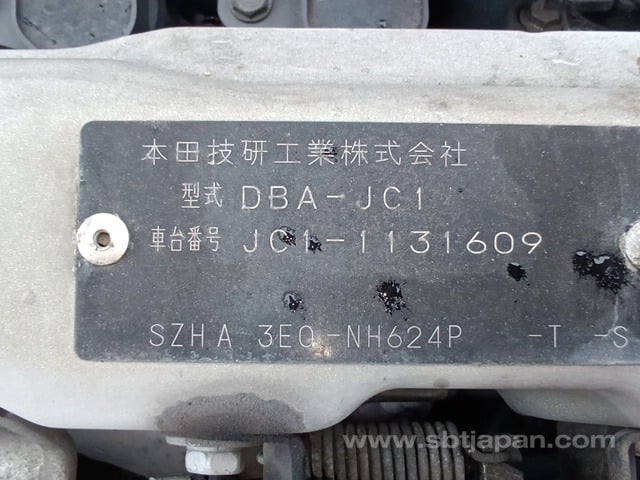 本田技研工業株式会社
型式 DBA-JC1
車台番号 JC1-1131609
SZHA 3E0-NH624P -T -S
www.sbtjapan.com